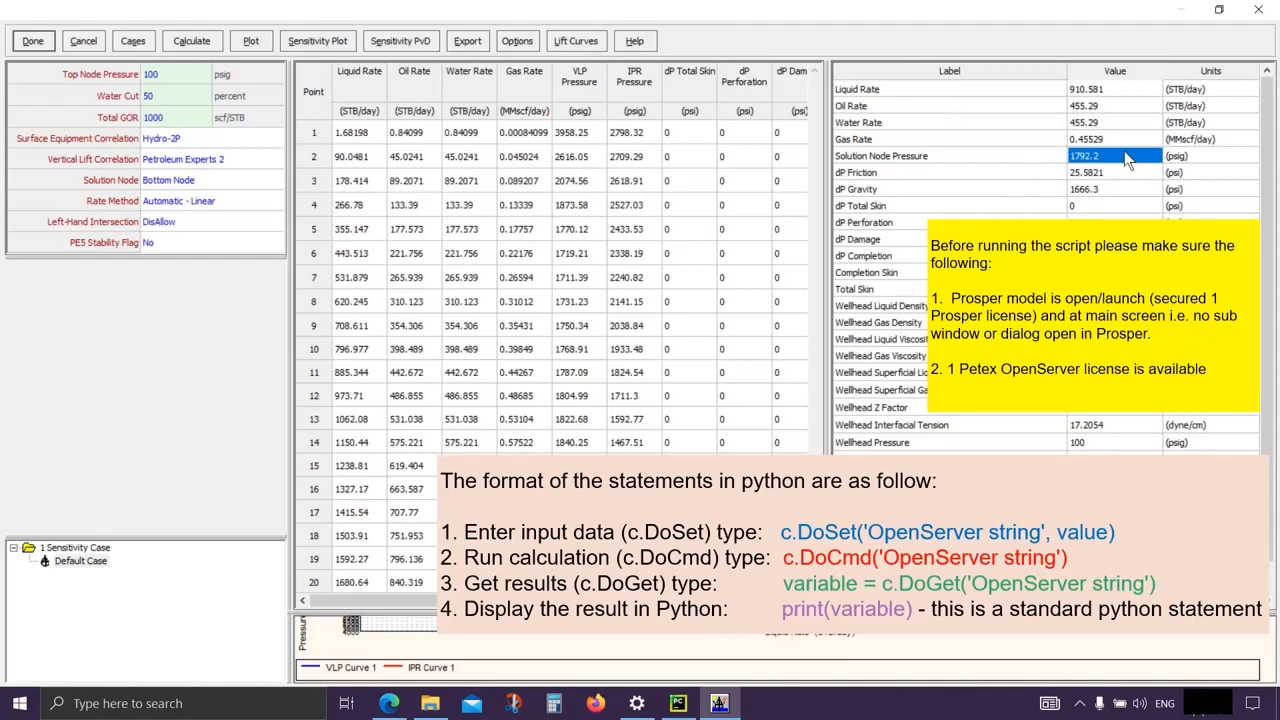 Done Cancel Cases Calculate Plot Sensitivity Plot Sensitivity PvD Export Options Lift Curves Help
Top Node Pressure 100 psig
Water Cut 50 percent
Total GOR 1000 scf/STB
Surface Equipment Correlation Hydro-2P
Vertical Lift Correlation Petroleum Experts 2
Solution Node Bottom Node
Rate Method Automatic - Linear
Left-Hand Intersection DisAllow
PE5 Stability Flag No
1 Sensitivity Case
Default Case
Point Liquid Rate Oil Rate Water Rate Gas Rate VLP Pressure IPR Pressure dP Total Skin dP Perforation dP Dam
(STB/day) (STB/day) (STB/day) (MMscf/day) (psig) (psig) (psi) (psi) (psi)
1 1.68198 0.84099 0.84099 0.00084099 3958.25 2798.32 0 0 0
2 90.0481 45.0241 45.0241 0.045024 2616.05 2709.29 0 0 0
3 178.414 89.2071 89.2071 0.089207 2074.56 2618.91 0 0 0
4 266.78 133.39 133.39 0.13339 1873.58 2527.03 0 0 0
5 355.147 177.573 177.573 0.17757 1770.12 2433.53 0 0 0
6 443.513 221.756 221.756 0.22176 1719.21 2338.19 0 0 0
7 531.879 265.939 265.939 0.26594 1711.39 2240.82 0 0 0
8 620.245 310.123 310.123 0.31012 1731.23 2141.15 0 0 0
9 708.611 354.306 354.306 0.35431 1750.34 2038.84 0 0 0
10 796.977 398.489 398.489 0.39849 1768.91 1933.48 0 0 0
11 885.344 442.672 442.672 0.44267 1787.09 1824.54 0 0 0
12 973.71 486.855 486.855 0.48685 1804.99 1711.3 0 0 0
13 1062.08 531.038 531.038 0.53104 1822.68 1592.77 0 0 0
14 1150.44 575.221 575.221 0.57522 1840.25 1467.51 0 0 0
15 1238.81 619.404
16 1327.17 663.587
17 1415.54 707.77
18 1503.91 751.953
19 1592.27 796.136
20 1680.64 840.319
Label Value Units
Liquid Rate 910.581 (STB/day)
Oil Rate 455.29 (STB/day)
Water Rate 455.29 (STB/day)
Gas Rate 0.45529 (MMscf/day)
Solution Node Pressure 1792.2 (psig)
dP Friction 25.5821 (psi)
dP Gravity 1666.3 (psi)
dP Total Skin 0 (psi)
dP Perforation
dP Damage
dP Completion
Completion Skin
Total Skin
Wellhead Liquid Density
Wellhead Gas Density
Wellhead Liquid Viscosit
Wellhead Gas Viscosity
Wellhead Superficial Li
Wellhead Superficial Ga
Wellhead Z Factor
Wellhead Interfacial Tension 17.2054 (dyne/cm)
Wellhead Pressure 100 (psig)
Before running the script please make sure the
following:
1. Prosper model is open/launch (secured 1
Prosper license) and at main screen i.e. no sub
window or dialog open in Prosper.
2. 1 Petex OpenServer license is available
The format of the statements in python are as follow:
1. Enter input data (c.DoSet) type: c.DoSet('OpenServer string', value)
2. Run calculation (c.DoCmd) type: c.DoCmd('OpenServer string')
3. Get results (c.DoGet) type: variable = c.DoGet('OpenServer string')
4. Display the result in Python: print(variable) - this is a standard python statement
Pressure
VLP Curve 1 IPR Curve 1
Type here to search
ENG